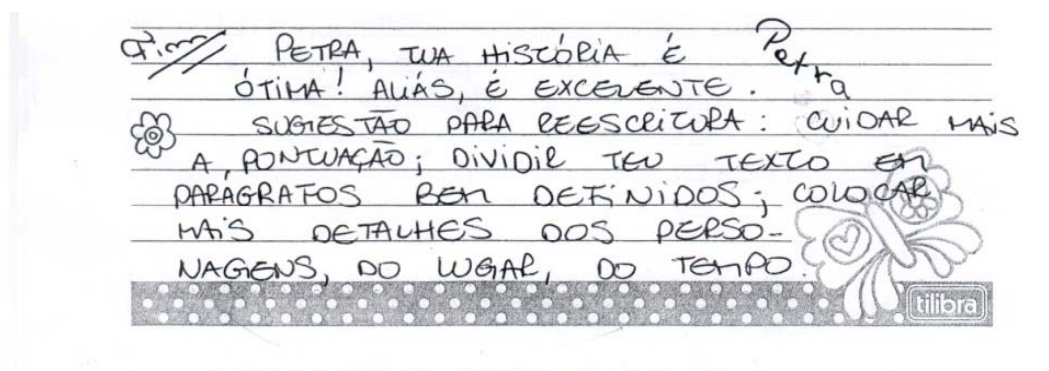 Fim PETRA, TUA HISTÓRIA É Petra
ÓTIMA! ALIÁS, É EXCELENTE.
SUGESTÃO PARA REESCRITURA: CUIDAR MAIS
A PONTUAÇÃO; DIVIDIR TEU TEXTO EM
PARÁGRAFOS BEM DEFINIDOS; COLOCAR
MAIS DETALHES DOS PERSO-
NAGENS, DO LUGAR, DO TEMPO.
tilibra